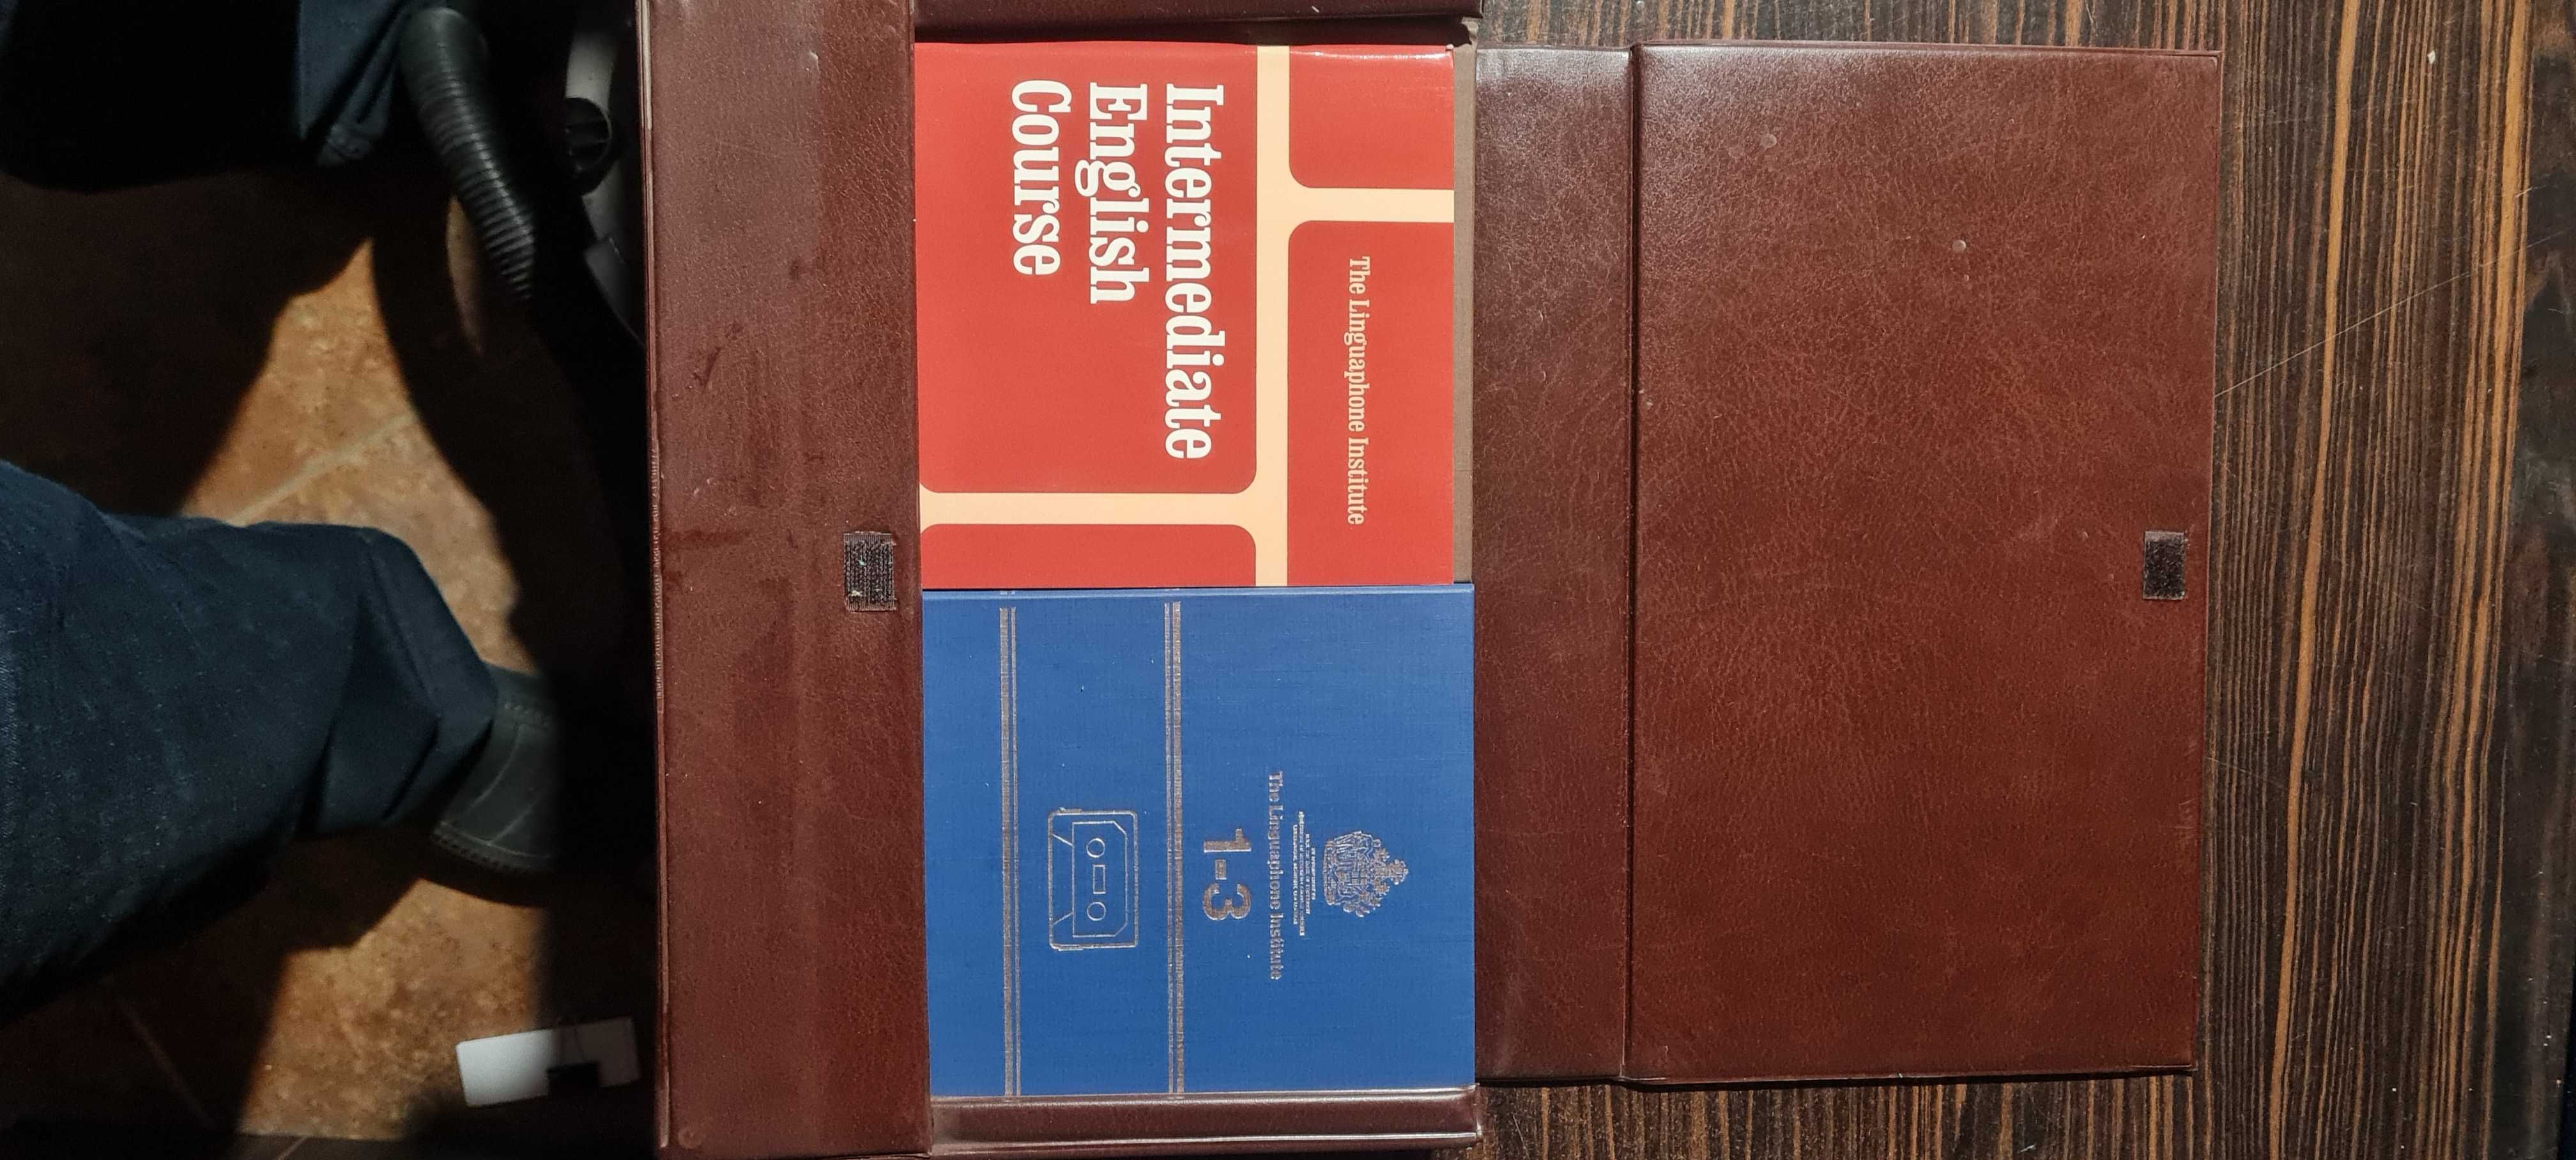 The Linguaphone Institute
Intermediate
English
Course
The Linguaphone Institute
1-3